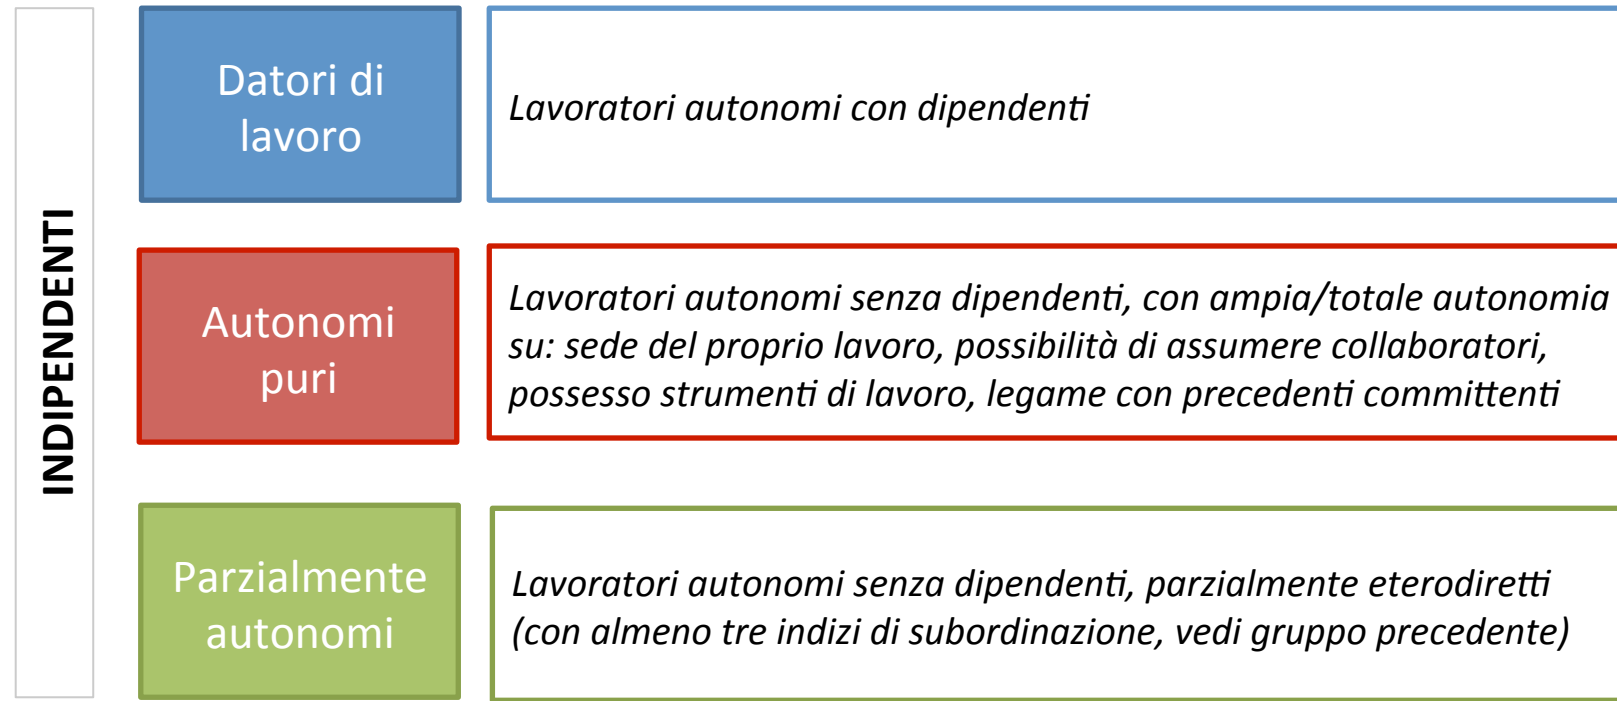 INDIPENDENTI
Datori di
lavoro
Lavoratori autonomi con dipendenti
Autonomi
puri
Lavoratori autonomi senza dipendenti, con ampia/totale autonomia
su: sede del proprio lavoro, possibilità di assumere collaboratori,
possesso strumenti di lavoro, legame con precedenti committenti
Parzialmente
autonomi
Lavoratori autonomi senza dipendenti, parzialmente eterodiretti
(con almeno tre indizi di subordinazione, vedi gruppo precedente)